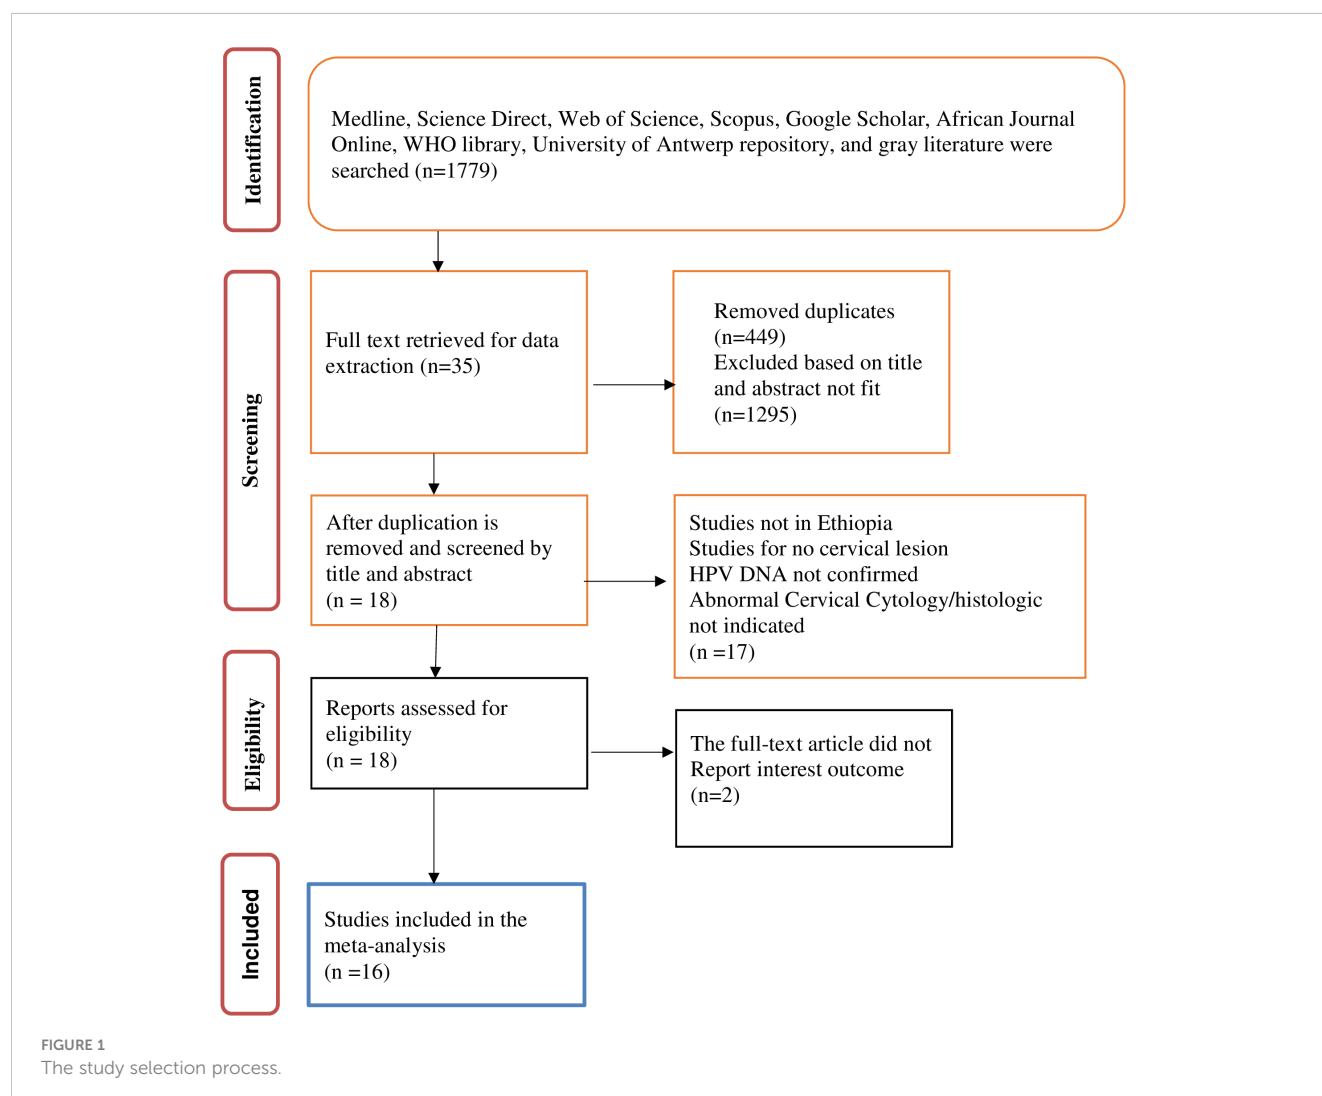 Identification
Medline, Science Direct, Web of Science, Scopus, Google Scholar, African Journal
Online, WHO library, University of Antwerp repository, and gray literature were
searched (n=1779)
Screening
Full text retrieved for data
extraction (n=35)
Removed duplicates
(n=449)
Excluded based on title
and abstract not fit
(n=1295)
After duplication is
removed and screened by
title and abstract
(n = 18)
Studies not in Ethiopia
Studies for no cervical lesion
HPV DNA not confirmed
Abnormal Cervical Cytology/histologic
not indicated
(n =17)
Eligibility
Reports assessed for
eligibility
(n = 18)
The full-text article did not
Report interest outcome
(n=2)
Included
Studies included in the
meta-analysis
(n =16)
FIGURE 1
The study selection process.